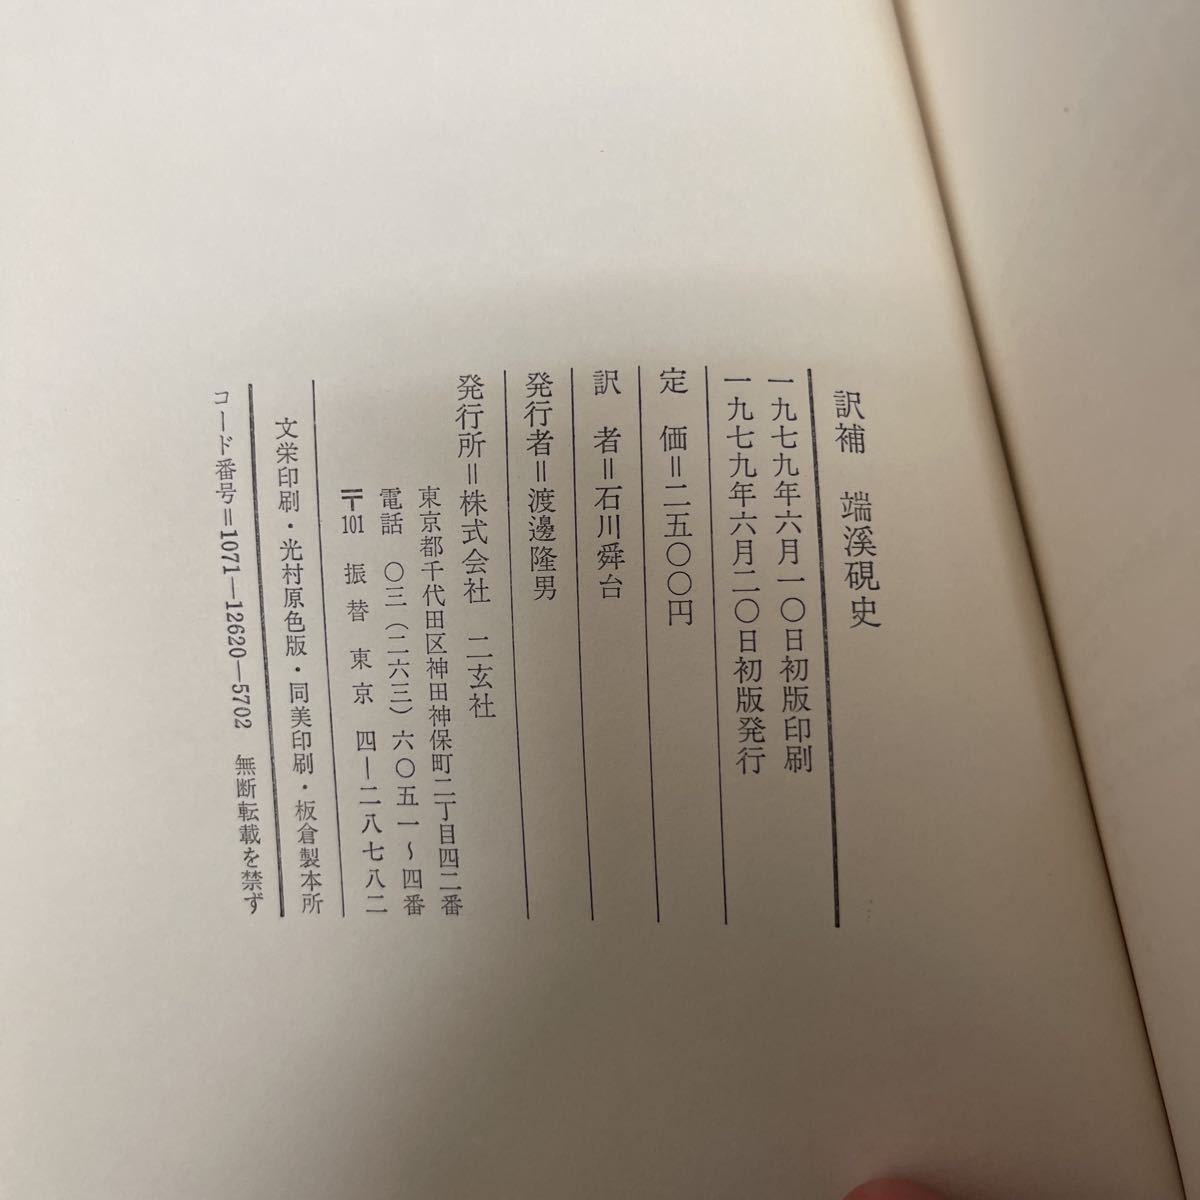 訳補 端溪硯史
一九七九年六月一〇日初版印刷
一九七九年六月二〇日初版発行
定 価＝二五〇〇円
訳 者＝石川舜台
発行者＝渡邊隆男
発行所＝株式会社 二玄社
東京都千代田区神田神保町二丁目四二番
電話 〇三(二六三)六〇五一～四番
〒101 振替 東京 四—二八七八二
文栄印刷・光村原色版・同美印刷・板倉製本所
コード番号＝1071—12620—5702 無断転載を禁ず